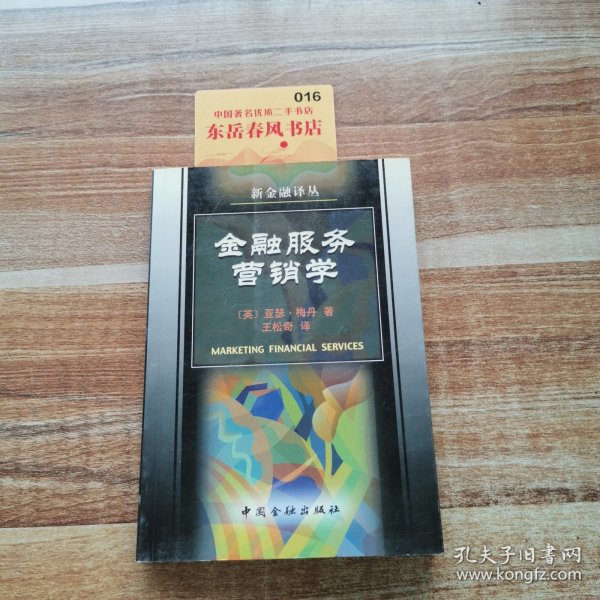 016
中国著名优质二手书店
东岳春风书店
新金融译丛
金融服务
营销学
〔英〕亚瑟·梅丹 著
王松奇 译
MARKETING FINANCIAL SERVICES
中国金融出版社
孔夫子旧书网
www.kongfz.com